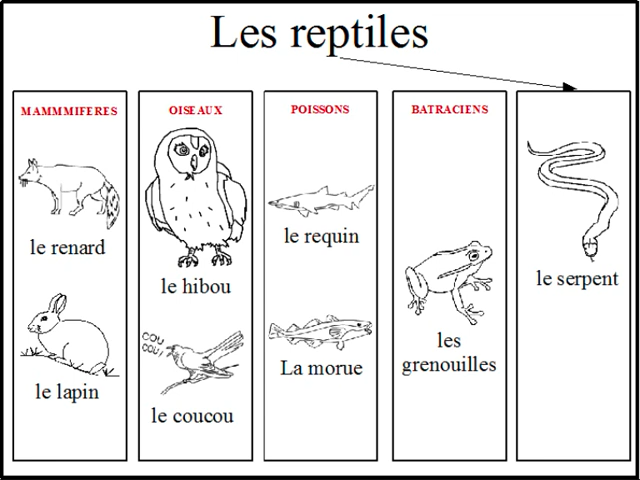 Les reptiles
MAMMMIFERES
le renard
le lapin
OISEAUX
le hibou
COU
COU,
le coucou
POISSONS
le requin
La morue
BATRACIENS
les
grenouilles
le serpent